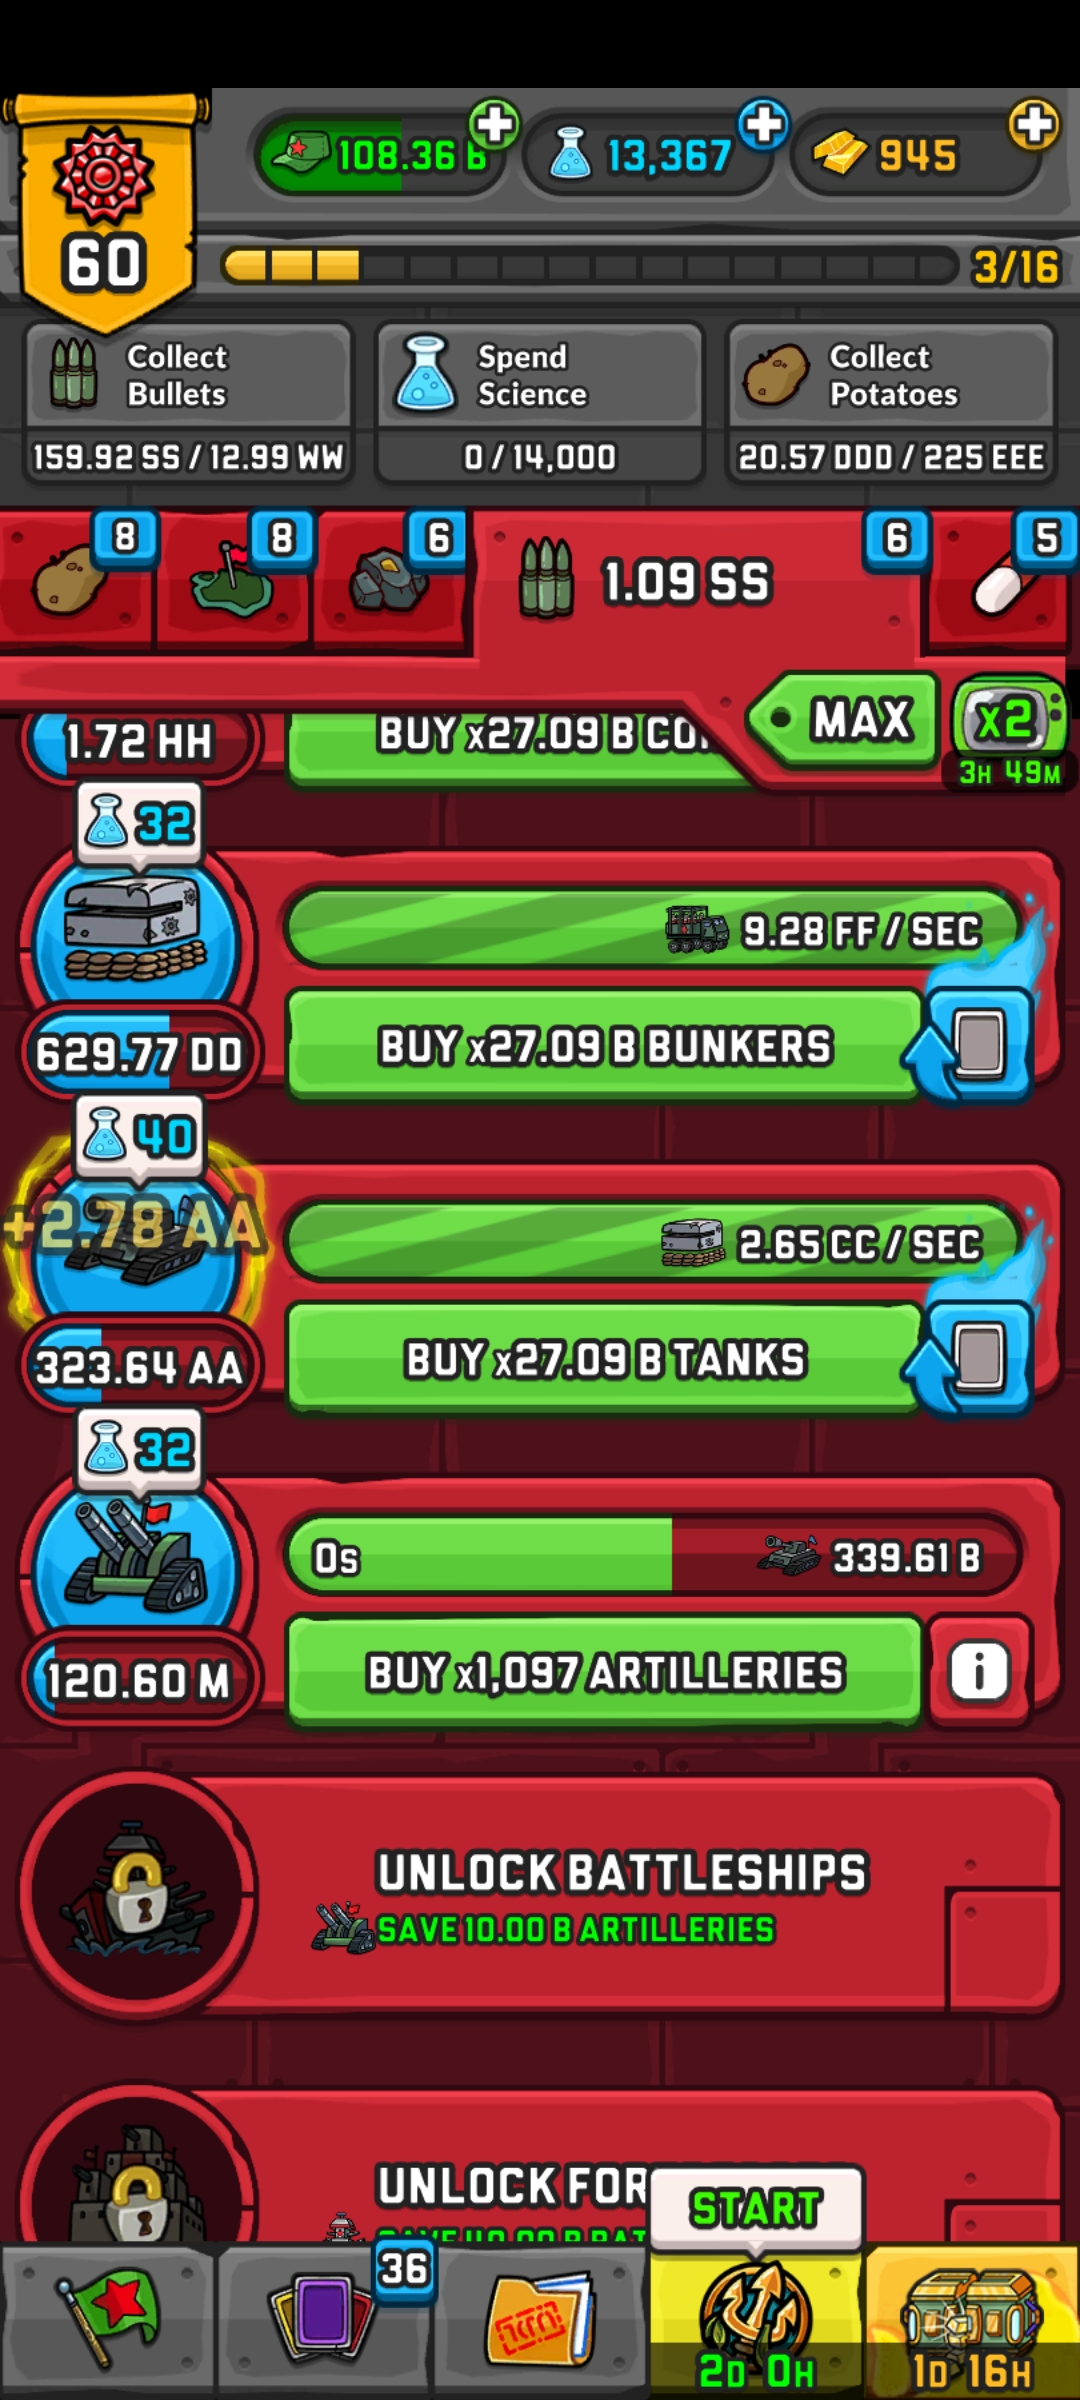 108.36 B
13,367
945
60
3/16
Collect
Bullets
159.92 SS / 12.99 WW
Spend
Science
0 / 14,000
Collect
Potatoes
20.57 DDD / 225 EEE
8
8
6
1.09 SS
6
5
MAX
x2
3H 49M
1.72 HH
BUY x27.09 B
32
9.28 FF / SEC
629.77 DD
BUY x27.09 B BUNKERS
40
+2.78 AA
2.65 CC / SEC
323.64 AA
BUY x27.09 B TANKS
32
0s
339.61 B
120.60 M
BUY x1,097 ARTILLERIES
i
UNLOCK BATTLESHIPS
SAVE 10.00 B ARTILLERIES
UNLOCK
START
36
2D 0H
1D 16H